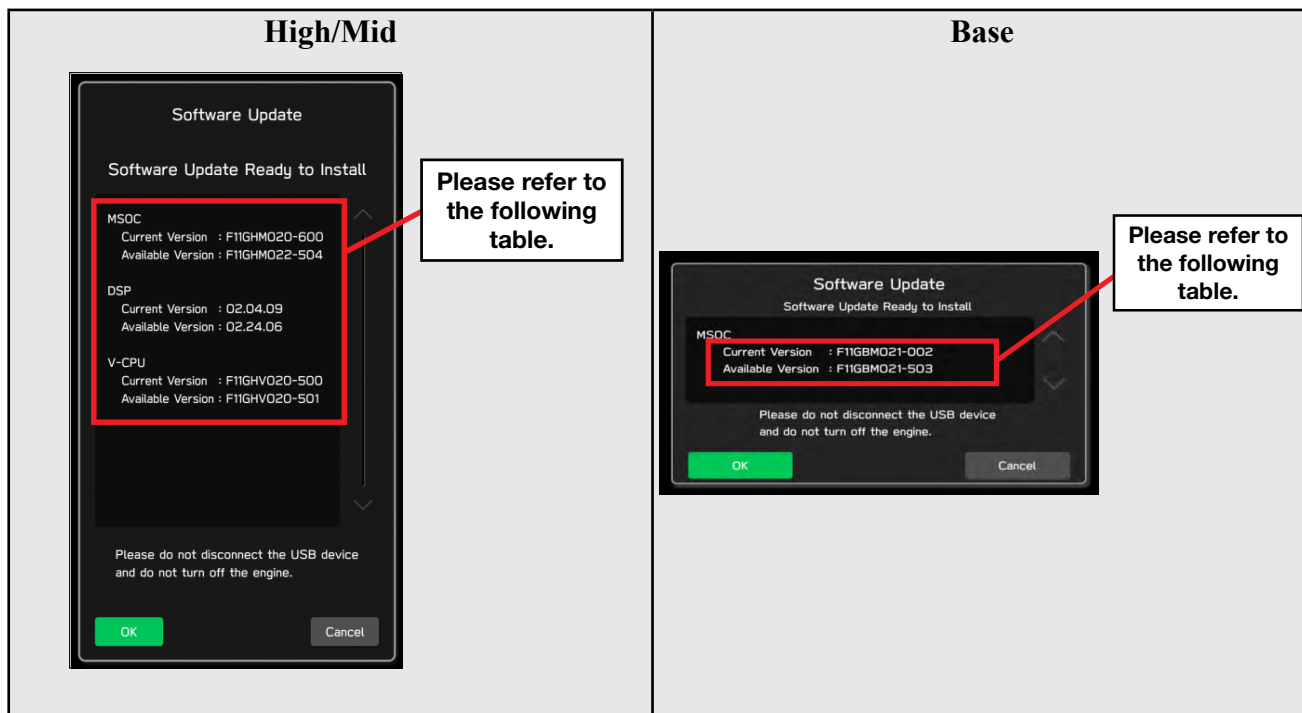 High/Mid
Software Update
Software Update Ready to Install
MSOC
Current Version : F11GHM020-600
Available Version : F11GHM022-504
DSP
Current Version : 02.04.09
Available Version : 02.24.06
V-CPU
Current Version : F11GHV020-500
Available Version : F11GHV020-501
Please do not disconnect the USB device
and do not turn off the engine.
OK
Cancel
Please refer to
the following
table.
Base
Software Update
Software Update Ready to Install
MSOC
Current Version : F11GBM021-002
Available Version : F11GBM021-503
Please do not disconnect the USB device
and do not turn off the engine.
OK
Cancel
Please refer to
the following
table.